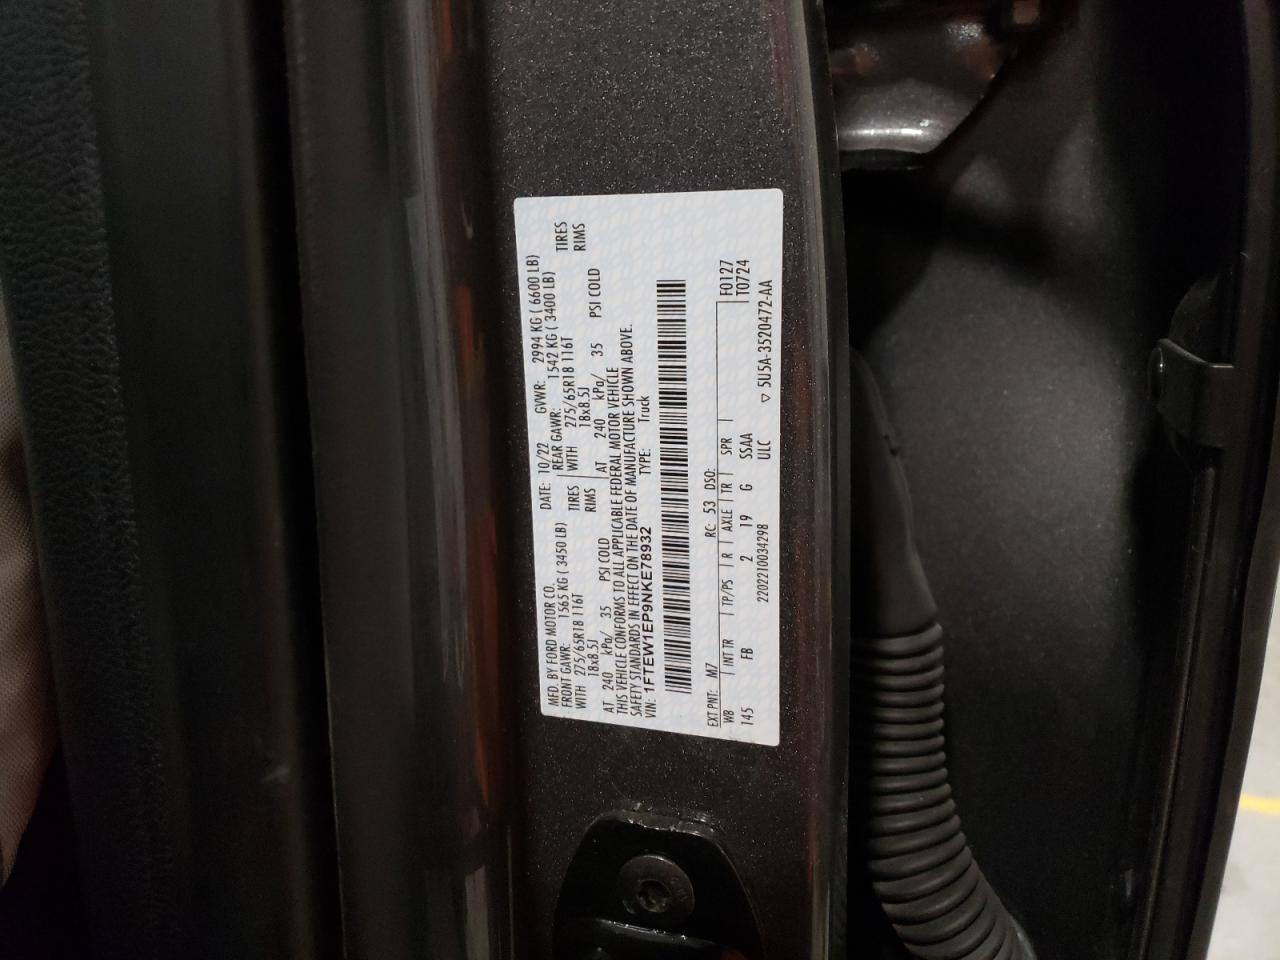 MFD. BY FORD MOTOR CO. DATE: 10/22 GVWR: 2994 KG ( 6600 LB)
FRONT GAWR: 1565 KG ( 3450 LB) REAR GAWR: 1542 KG ( 3400 LB)
WITH 275/65R18 116T TIRES WITH 275/65R18 116T TIRES
18x8.5J RIMS 18x8.5J RIMS
AT 240 kPa/ 35 PSI COLD AT 240 kPa/ 35 PSI COLD
THIS VEHICLE CONFORMS TO ALL APPLICABLE FEDERAL MOTOR VEHICLE
SAFETY STANDARDS IN EFFECT ON THE DATE OF MANUFACTURE SHOWN ABOVE.
VIN: 1FTEW1EP9NKE78932 TYPE: Truck
EXT PNT: M7 RC: 53 DSO: F0127
WB INT TR TP/PS R AXLE TR SPR T0724
145 FB 2 19 G SSAA
2202210034298 ULC ▽ 5U5A-3520472-AA